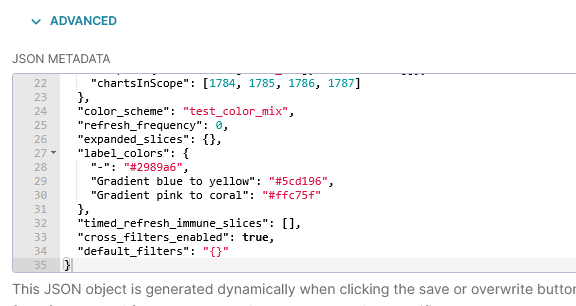 ADVANCED
JSON METADATA
22 "chartsInScope": [1784, 1785, 1786, 1787]
23 },
24 "color_scheme": "test_color_mix",
25 "refresh_frequency": 0,
26 "expanded_slices": {},
27 "label_colors": {
28 "-": "#2989a6",
29 "Gradient blue to yellow": "#5cd196",
30 "Gradient pink to coral": "#ffc75f"
31 },
32 "timed_refresh_immune_slices": [],
33 "cross_filters_enabled": true,
34 "default_filters": "{}"
35 }
This JSON object is generated dynamically when clicking the save or overwrite button